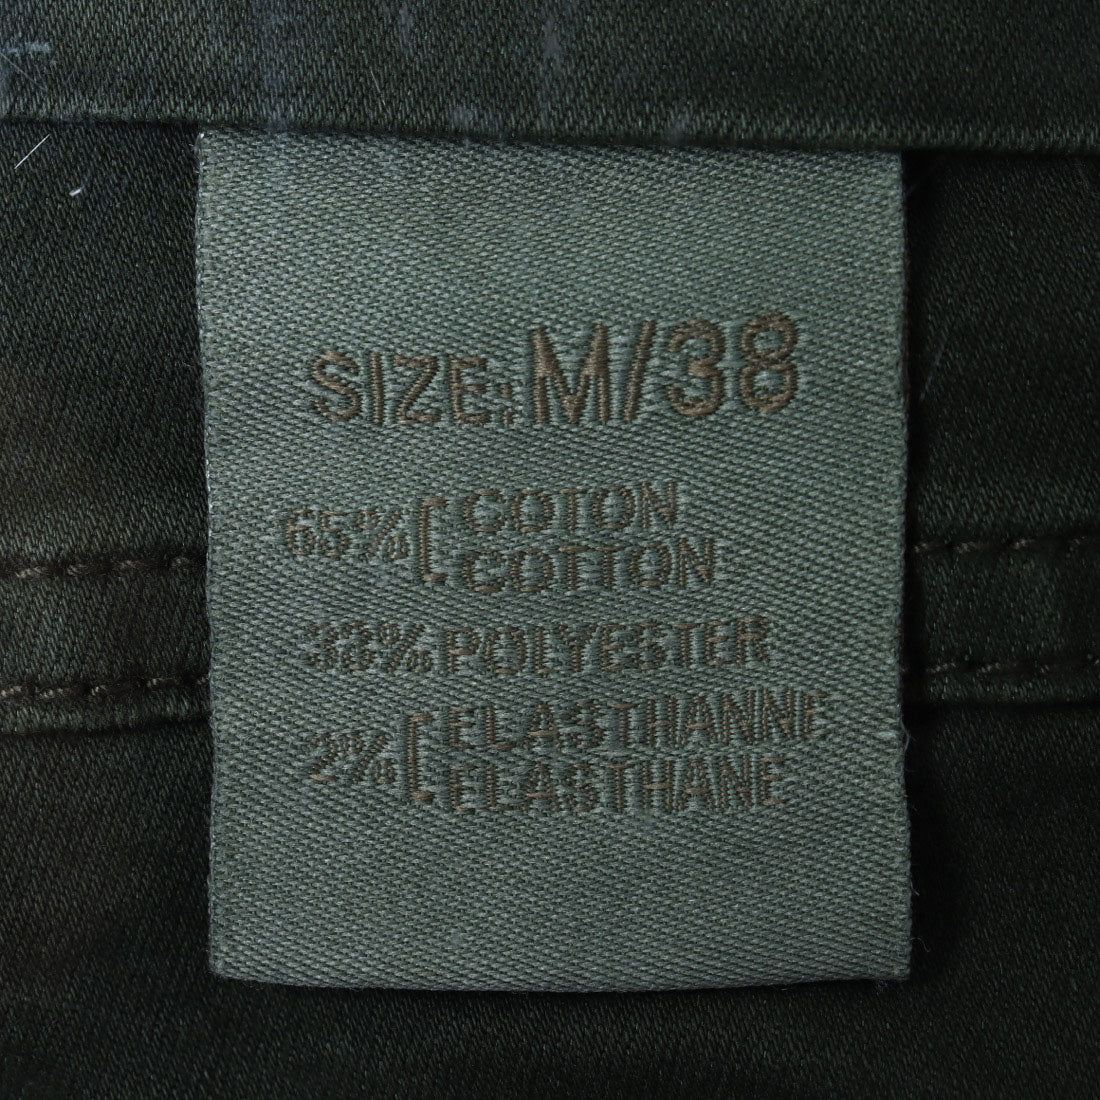 SIZE: M/38
65% [ COTON
COTTON
33% POLYESTER
2% [ ELASTHANNE
ELASTHANE